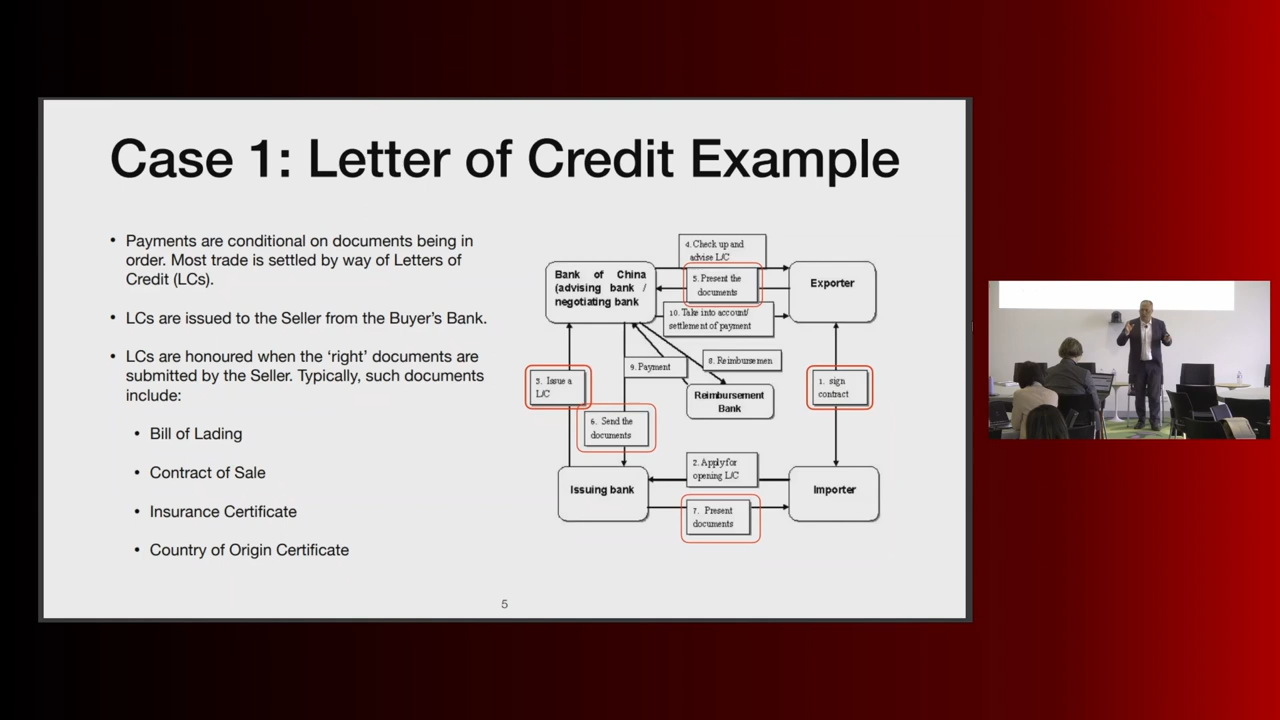 Case 1: Letter of Credit Example
• Payments are conditional on documents being in
order. Most trade is settled by way of Letters of
Credit (LCs).
• LCs are issued to the Seller from the Buyer’s Bank.
• LCs are honoured when the ‘right’ documents are
submitted by the Seller. Typically, such documents
include:
• Bill of Lading
• Contract of Sale
• Insurance Certificate
• Country of Origin Certificate
4. Check up and
advise L/C
Bank of China
(advising bank /
negotiating bank
5. Present the
documents
Exporter
10. Take into account/
settlement of payment
9. Payment
8. Reimbursemen
3. Issue a
L/C
Reimbursement
Bank
1. sign
contract
6. Send the
documents
2. Apply for
opening L/C
Issuing bank
Importer
7. Present
documents
5